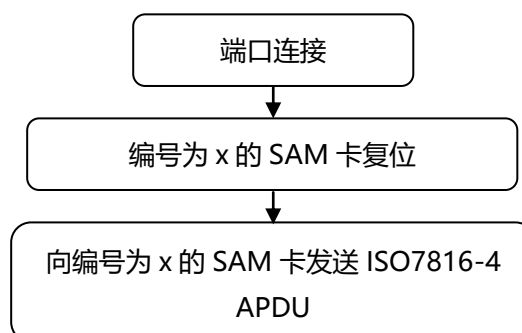 端口连接
编号为 x 的 SAM 卡复位
向编号为 x 的 SAM 卡发送 ISO7816-4
APDU